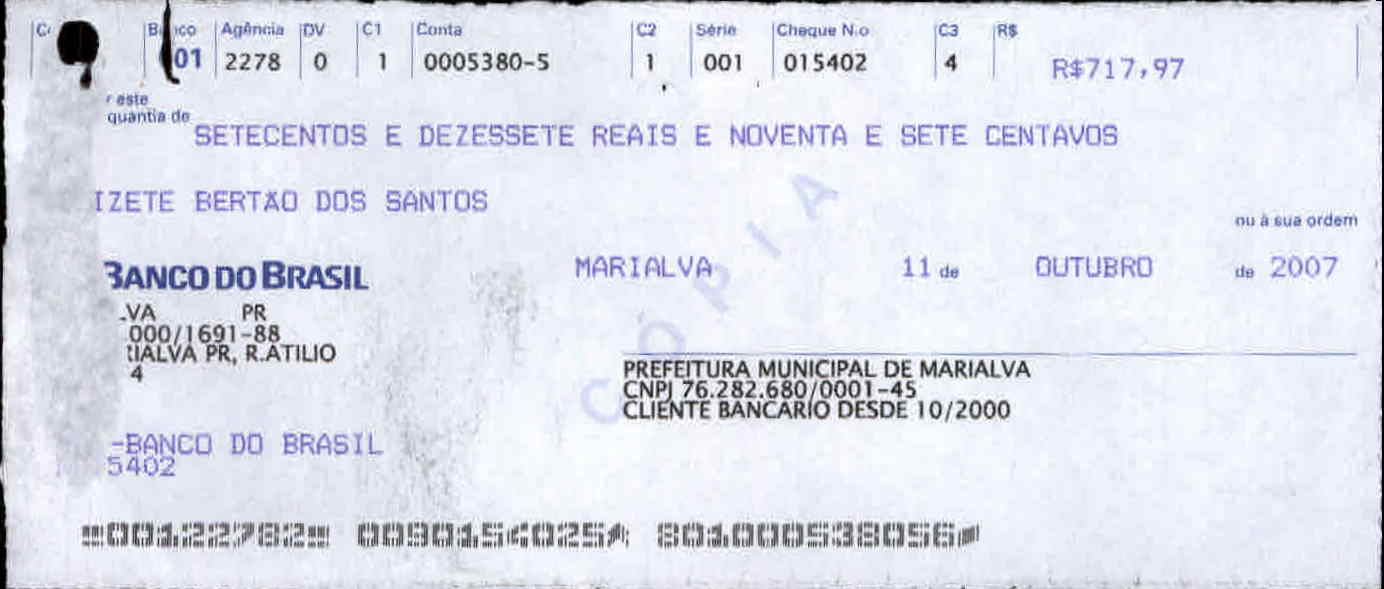 Agência DV C1 Conta C2 Série Cheque N.o C3 R$
01 2278 0 1 0005380-5 1 001 015402 4 R$717,97
este
quantia de SETECENTOS E DEZESSETE REAIS E NOVENTA E SETE CENTAVOS
IZETE BERTAO DOS SANTOS
ou à sua ordem
MARIALVA 11 de OUTUBRO de 2007
BANCO DO BRASIL
VA PR
000/1691-88
IALVA PR, R.ATILIO
4
PREFEITURA MUNICIPAL DE MARIALVA
CNPJ 76.282.680/0001-45
CLIENTE BANCARIO DESDE 10/2000
COPIA
-BANCO DO BRASIL
5402
00122782 0090154025 801000538056